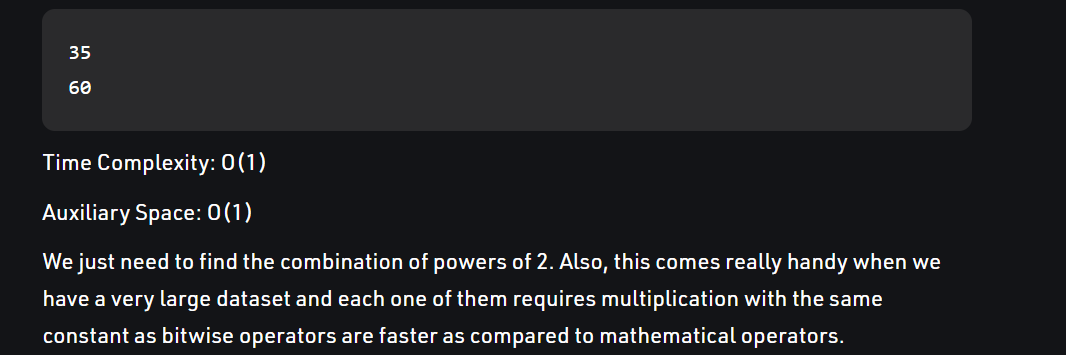 35
60
Time Complexity: O(1)
Auxiliary Space: O(1)
We just need to find the combination of powers of 2. Also, this comes really handy when we
have a very large dataset and each one of them requires multiplication with the same
constant as bitwise operators are faster as compared to mathematical operators.